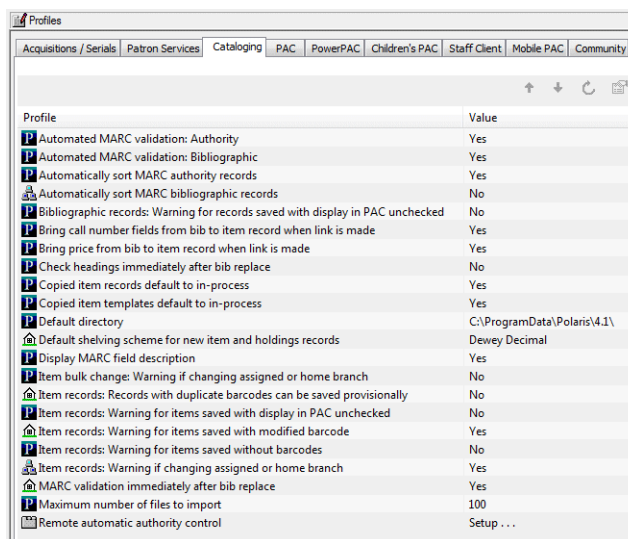 Profiles
Acquisitions / Serials Patron Services Cataloging PAC PowerPAC Children's PAC Staff Client Mobile PAC Community
Profile Value
Automated MARC validation: Authority Yes
Automated MARC validation: Bibliographic Yes
Automatically sort MARC authority records Yes
Automatically sort MARC bibliographic records No
Bibliographic records: Warning for records saved with display in PAC unchecked No
Bring call number fields from bib to item record when link is made Yes
Bring price from bib to item record when link is made Yes
Check headings immediately after bib replace No
Copied item records default to in-process Yes
Copied item templates default to in-process Yes
Default directory C:\ProgramData\Polaris\4.1\
Default shelving scheme for new item and holdings records Dewey Decimal
Display MARC field description Yes
Item bulk change: Warning if changing assigned or home branch No
Item records: Records with duplicate barcodes can be saved provisionally No
Item records: Warning for items saved with display in PAC unchecked No
Item records: Warning for items saved with modified barcode Yes
Item records: Warning for items saved without barcodes No
Item records: Warning if changing assigned or home branch Yes
MARC validation immediately after bib replace Yes
Maximum number of files to import 100
Remote automatic authority control Setup . . .